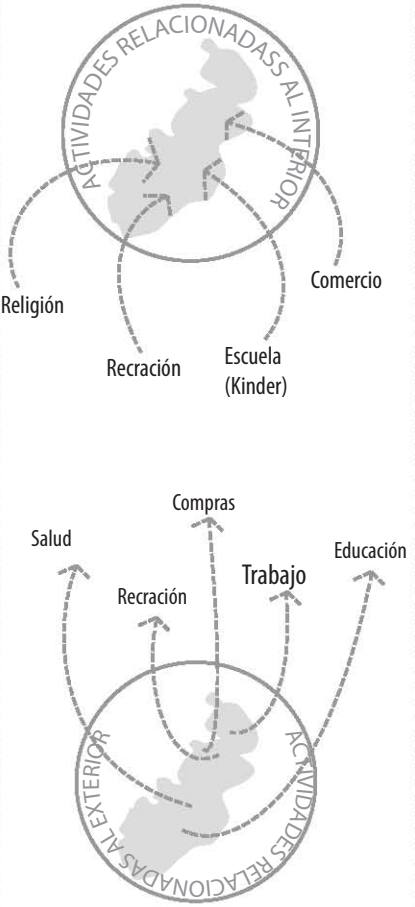 ACTIVIDADES RELACIONADASS AL INTERIOR
Religión
Recración
Escuela
(Kinder)
Comercio
Compras
Salud
Recración
Trabajo
Educación
ACTIVIDADES RELACIONADAS AL EXTERIOR